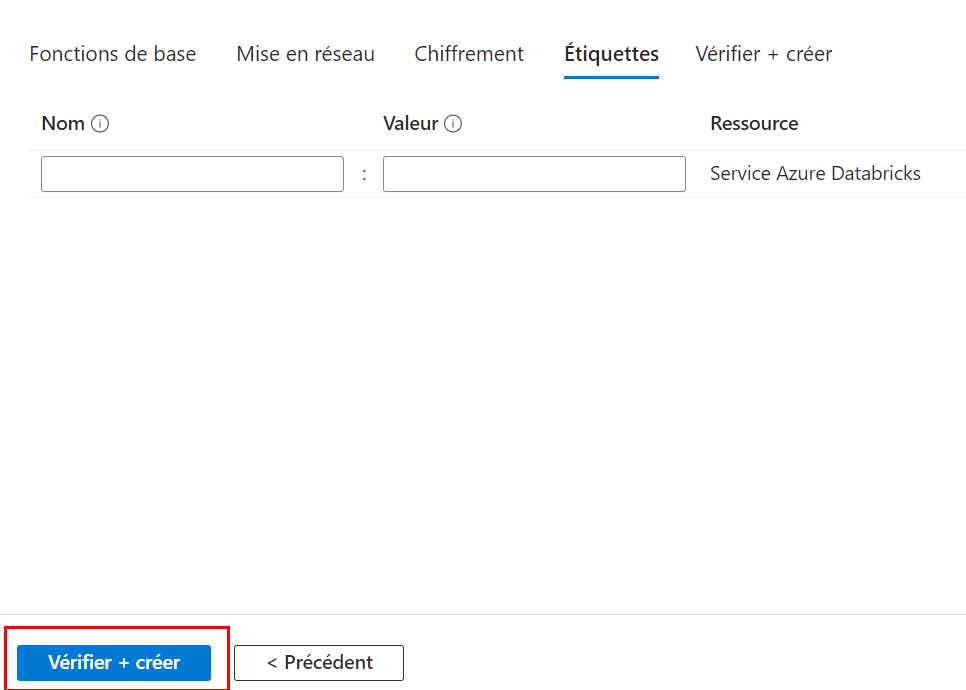 Fonctions de base Mise en réseau Chiffrement Étiquettes Vérifier + créer
Nom Valeur Ressource
: Service Azure Databricks
Vérifier + créer < Précédent